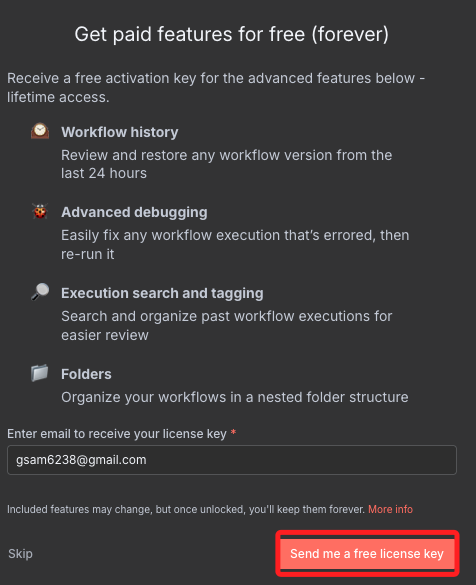 Get paid features for free (forever)
Receive a free activation key for the advanced features below -
lifetime access.
Workflow history
Review and restore any workflow version from the
last 24 hours
Advanced debugging
Easily fix any workflow execution that's errored, then
re-run it
Execution search and tagging
Search and organize past workflow executions for
easier review
Folders
Organize your workflows in a nested folder structure
Enter email to receive your license key *
gsam6238@gmail.com
Included features may change, but once unlocked, you'll keep them forever. More info
Skip
Send me a free license key